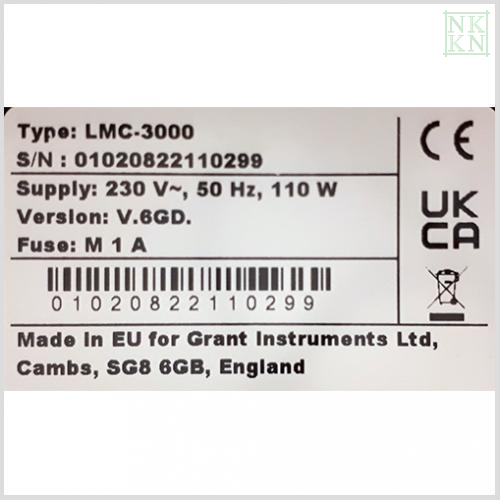 NK
KN
Type: LMC-3000
S/N : 01020822110299
Supply: 230 V~, 50 Hz, 110 W
Version: V.6GD.
Fuse: M 1 A
01020822110299
Made in EU for Grant Instruments Ltd,
Cambs, SG8 6GB, England
CE
UK
CA